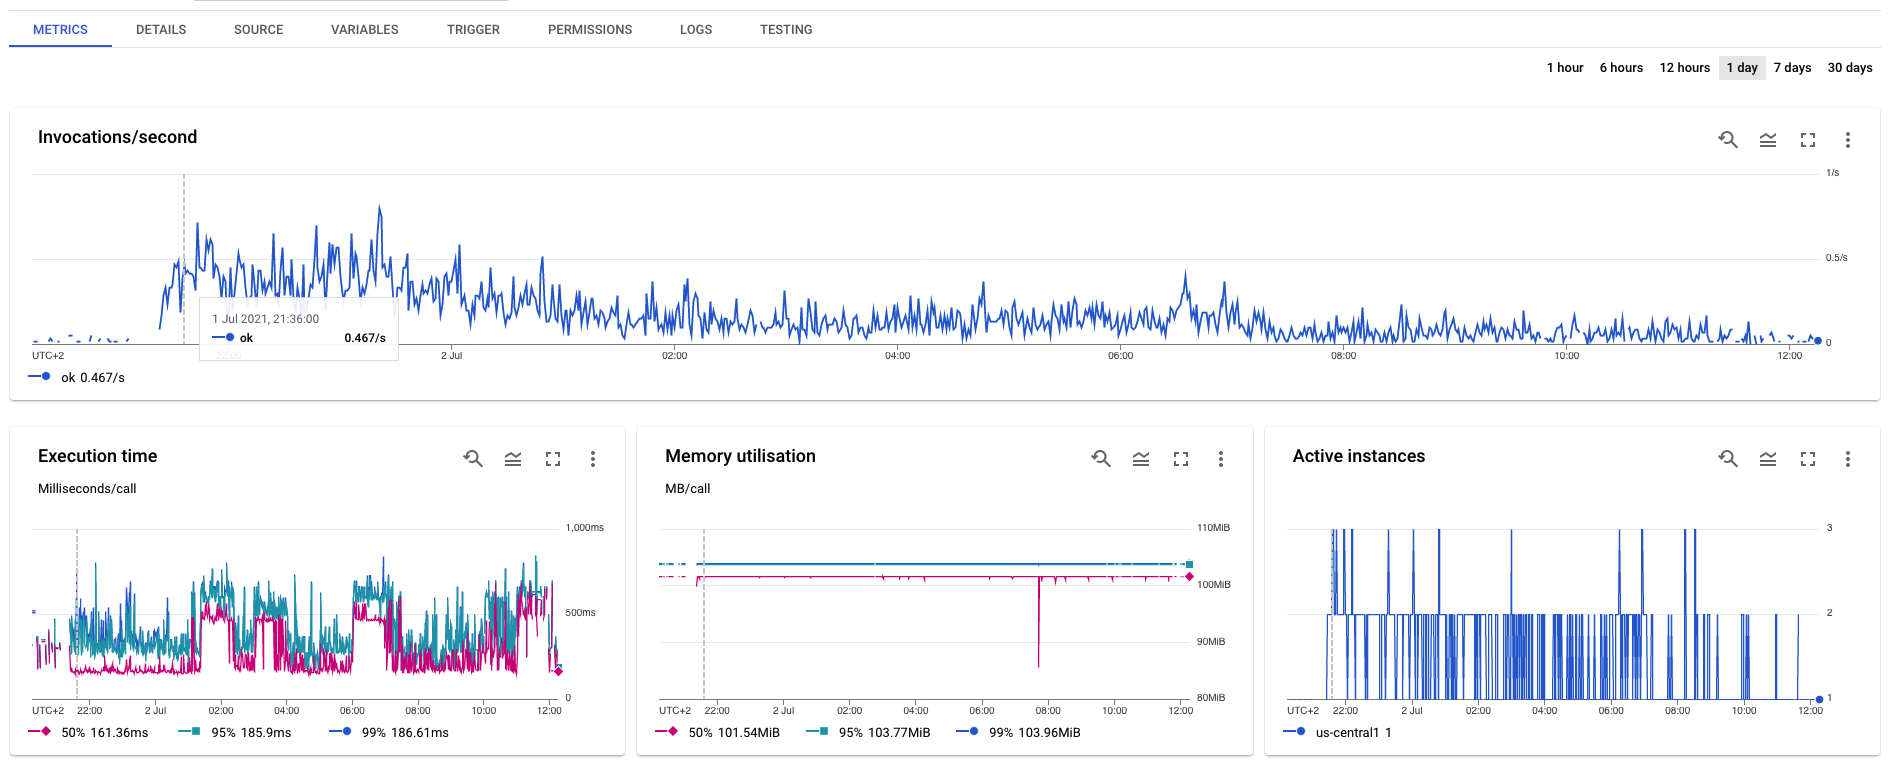 METRICS DETAILS SOURCE VARIABLES TRIGGER PERMISSIONS LOGS TESTING
1 hour 6 hours 12 hours 1 day 7 days 30 days
Invocations/second
1/s
0.5/s
1 Jul 2021, 21:36:00
ok 0.467/s
0
UTC+2 22:00 2 Jul 02:00 04:00 06:00 08:00 10:00 12:00
ok 0.467/s
Execution time
Milliseconds/call
1,000ms
500ms
0
UTC+2 22:00 2 Jul 02:00 04:00 06:00 08:00 10:00 12:00
50% 161.36ms 95% 185.9ms 99% 186.61ms
Memory utilisation
MB/call
110MiB
100MiB
90MiB
80MiB
UTC+2 22:00 2 Jul 02:00 04:00 06:00 08:00 10:00 12:00
50% 101.54MiB 95% 103.77MiB 99% 103.96MiB
Active instances
3
2
1
UTC+2 22:00 2 Jul 02:00 04:00 06:00 08:00 10:00 12:00
us-central1 1